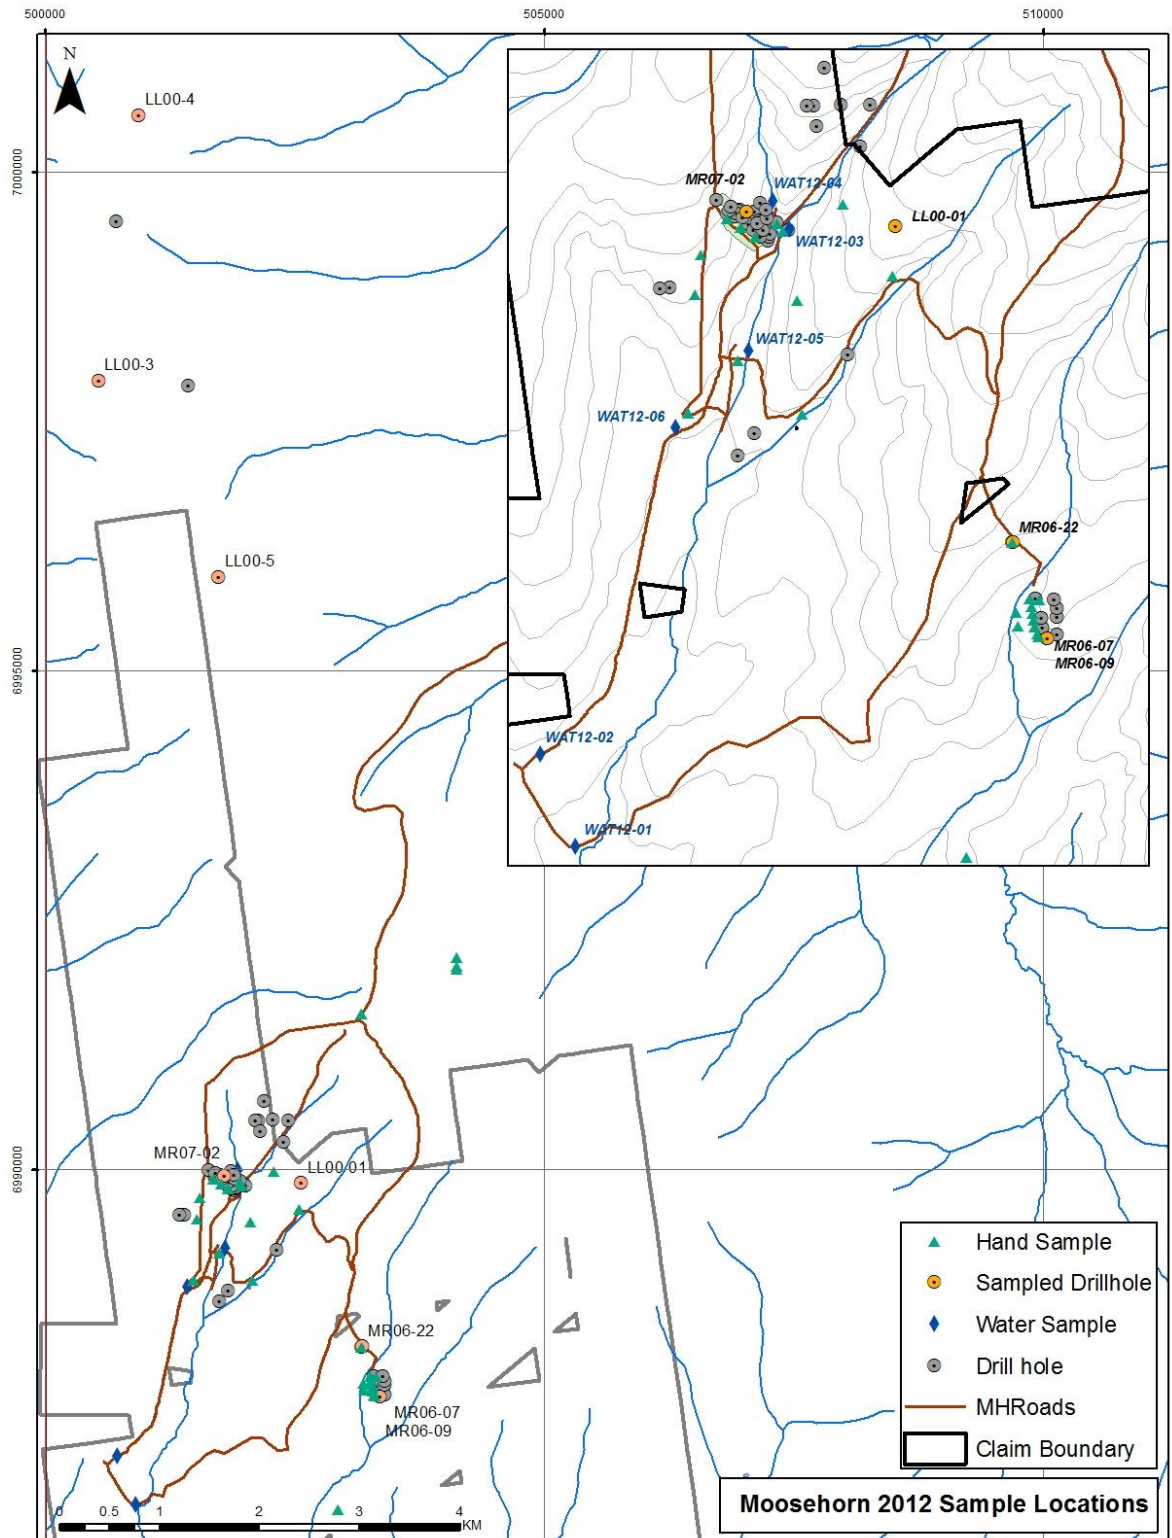 500000
505000
510000
N
LL00-4
7000000
LL00-3
LL00-5
6995000
MR07-02
LL00-01
6990000
MR06-22
MR06-07
MR06-09
MR07-02
WAT12-04
LL00-01
WAT12-03
WAT12-05
WAT12-06
MR06-22
MR06-07
MR06-09
WAT12-02
WAT12-01
Hand Sample
Sampled Drillhole
Water Sample
Drill hole
MHRoads
Claim Boundary
Moosehorn 2012 Sample Locations
0 0.5 1 2 3 4
KM